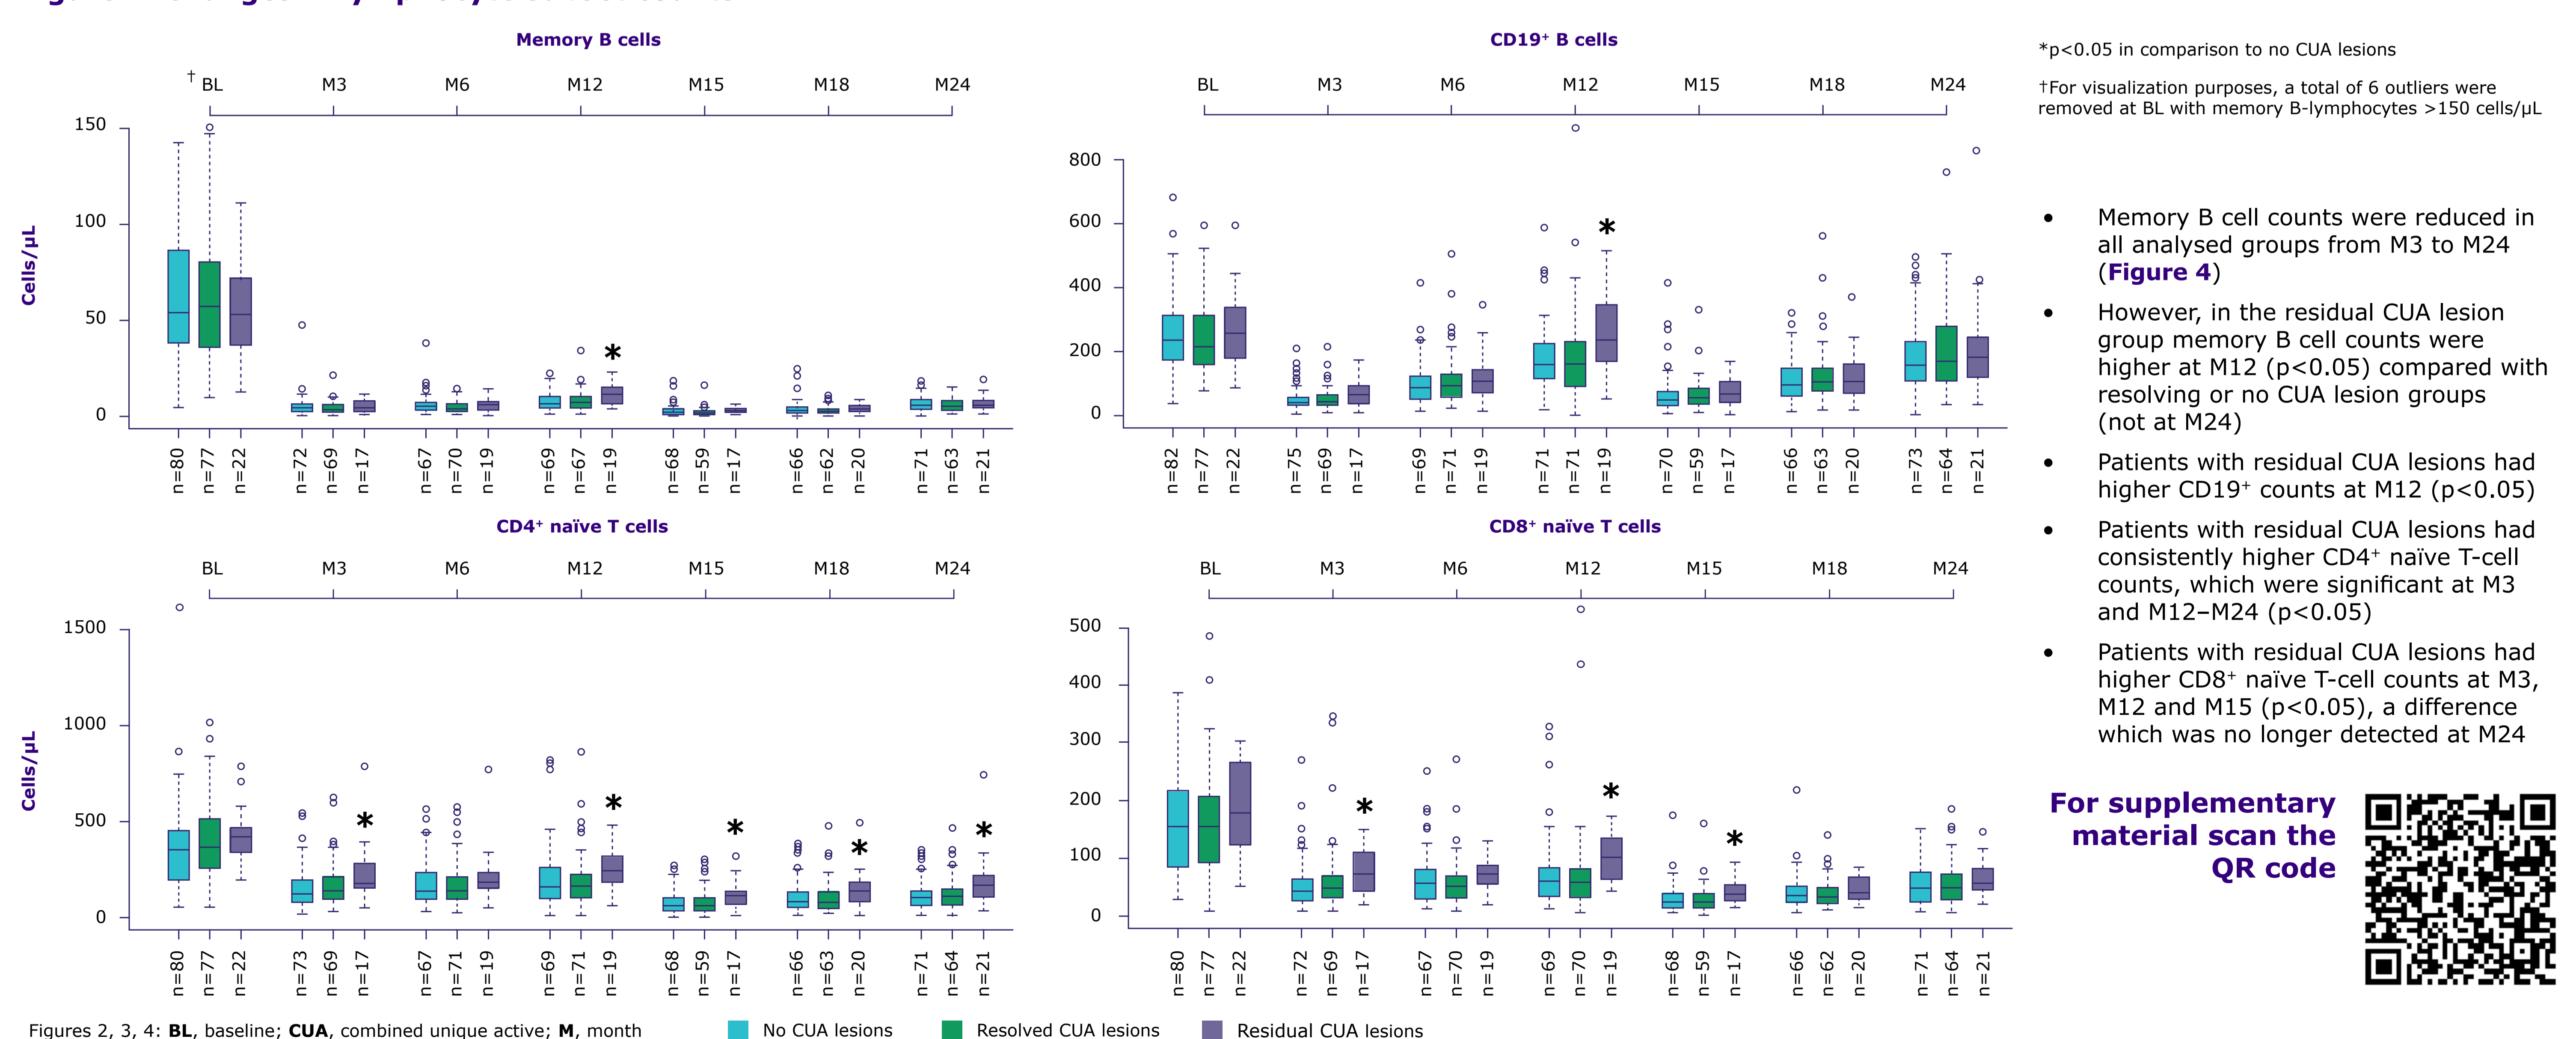 Memory B cells
† BL M3 M6 M12 M15 M18 M24
150
100
50
0
Cells/µL
n=80 n=77 n=22 n=72 n=69 n=17 n=67 n=70 n=19 n=69 n=67 n=19 n=68 n=59 n=17 n=66 n=62 n=20 n=71 n=63 n=21
*
CD19⁺ B cells
BL M3 M6 M12 M15 M18 M24
800
600
400
200
0
n=82 n=77 n=22 n=75 n=69 n=17 n=69 n=71 n=19 n=71 n=71 n=19 n=70 n=59 n=17 n=66 n=63 n=20 n=73 n=64 n=21
*
CD4⁺ naïve T cells
BL M3 M6 M12 M15 M18 M24
1500
1000
500
0
Cells/µL
n=80 n=77 n=22 n=73 n=69 n=17 n=67 n=71 n=19 n=69 n=71 n=19 n=68 n=59 n=17 n=66 n=63 n=20 n=71 n=64 n=21
* * * * *
CD8⁺ naïve T cells
BL M3 M6 M12 M15 M18 M24
500
400
300
200
100
0
n=80 n=77 n=22 n=72 n=69 n=17 n=67 n=70 n=19 n=69 n=70 n=19 n=68 n=59 n=17 n=66 n=62 n=20 n=71 n=64 n=21
* * *
Figures 2, 3, 4: BL, baseline; CUA, combined unique active; M, month
No CUA lesions
Resolved CUA lesions
Residual CUA lesions
*p<0.05 in comparison to no CUA lesions
†For visualization purposes, a total of 6 outliers were
removed at BL with memory B-lymphocytes >150 cells/µL
• Memory B cell counts were reduced in
all analysed groups from M3 to M24
(Figure 4)
• However, in the residual CUA lesion
group memory B cell counts were
higher at M12 (p<0.05) compared with
resolving or no CUA lesion groups
(not at M24)
• Patients with residual CUA lesions had
higher CD19⁺ counts at M12 (p<0.05)
• Patients with residual CUA lesions had
consistently higher CD4⁺ naïve T-cell
counts, which were significant at M3
and M12–M24 (p<0.05)
• Patients with residual CUA lesions had
higher CD8⁺ naïve T-cell counts at M3,
M12 and M15 (p<0.05), a difference
which was no longer detected at M24
For supplementary
material scan the
QR code